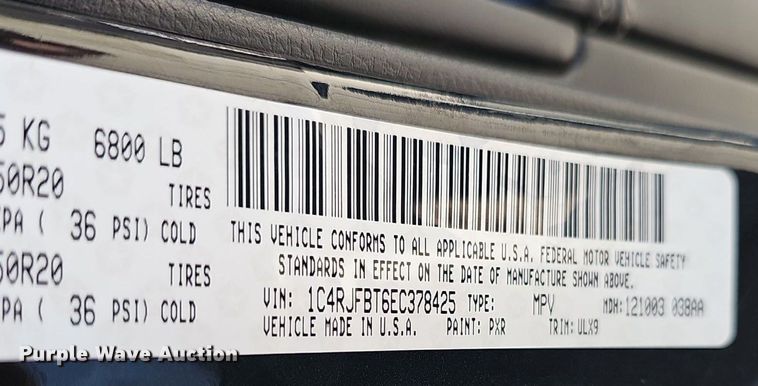 5 KG 6800 LB
50R20 TIRES
PA ( 36 PSI) COLD
50R20 TIRES
PA ( 36 PSI) COLD
THIS VEHICLE CONFORMS TO ALL APPLICABLE U.S.A. FEDERAL MOTOR VEHICLE SAFETY
STANDARDS IN EFFECT ON THE DATE OF MANUFACTURE SHOWN ABOVE.
VIN: 1C4RJFBT6EC378425 TYPE: MPV MDH: 121003 038AA
VEHICLE MADE IN U.S.A. PAINT: PXR TRIM: ULX9
Purple Wave Auction